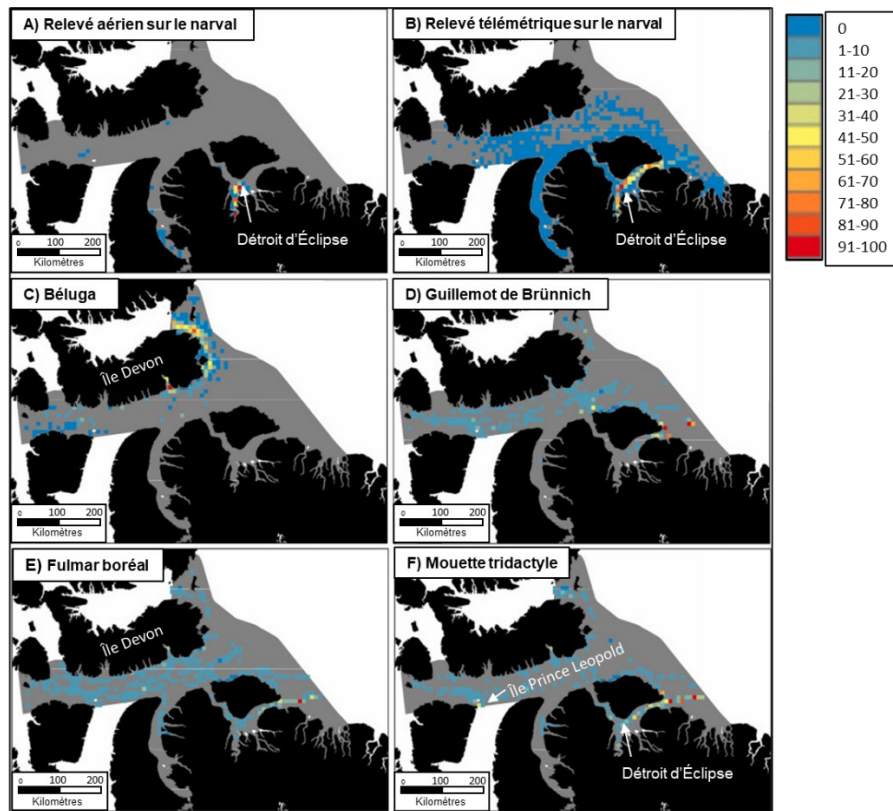 A) Relevé aérien sur le narval
0 100 200
Kilomètres
Détroit d'Éclipse
B) Relevé télémétrique sur le narval
0 100 200
Kilomètres
Détroit d'Éclipse
0
1-10
11-20
21-30
31-40
41-50
51-60
61-70
71-80
81-90
91-100
C) Béluga
Île Devon
0 100 200
Kilomètres
D) Guillemot de Brünnich
0 100 200
Kilomètres
E) Fulmar boréal
Île Devon
0 100 200
Kilomètres
F) Mouette tridactyle
Île Prince Leopold
0 100 200
Kilomètres
Détroit d'Éclipse